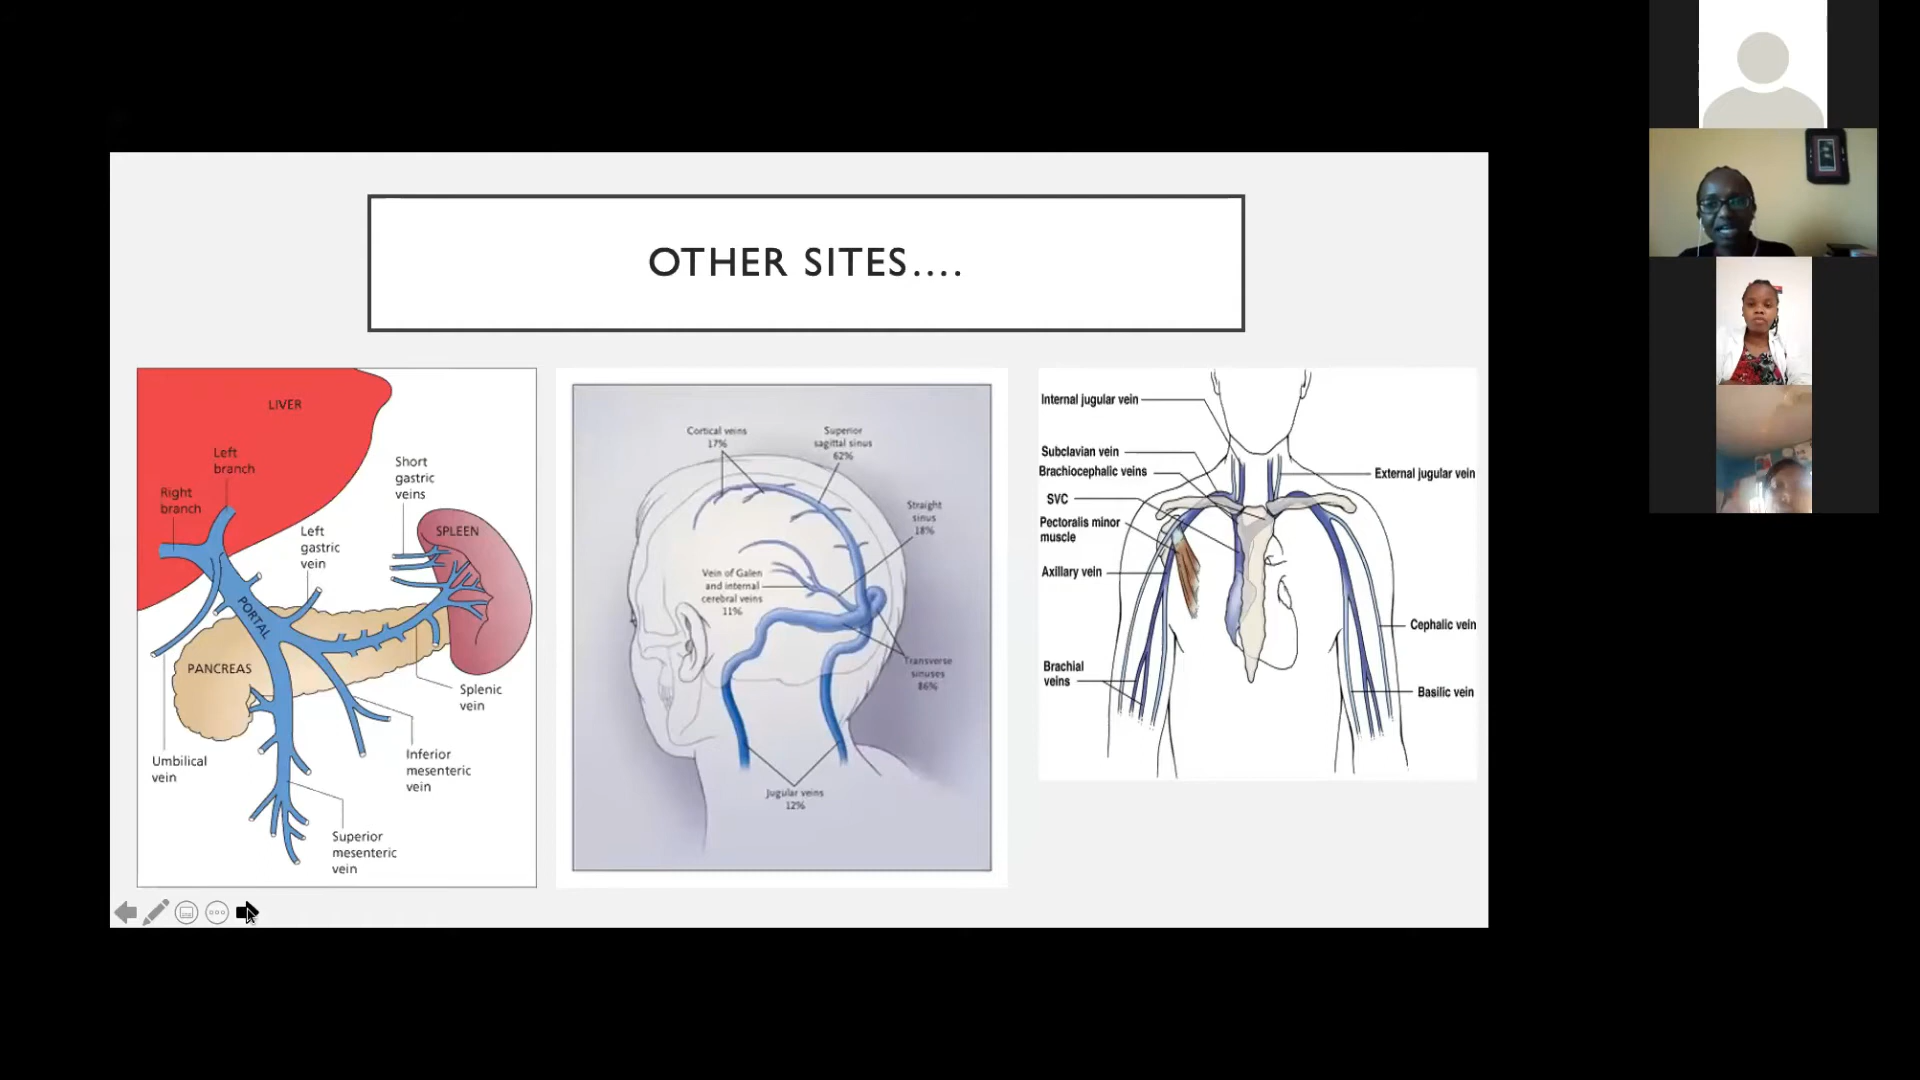 OTHER SITES....
LIVER
Left
branch
Right
branch
Short
gastric
veins
Left
gastric
vein
SPLEEN
PORTAL
PANCREAS
Splenic
vein
Umbilical
vein
Inferior
mesenteric
vein
Superior
mesenteric
vein
Cortical veins
17%
Superior
sagittal sinus
62%
Straight
sinus
18%
Vein of Galen
and internal
cerebral veins
11%
Transverse
sinuses
86%
Jugular veins
12%
Internal jugular vein
Subclavian vein
Brachiocephalic veins
SVC
Pectoralis minor
muscle
Axillary vein
Brachial
veins
External jugular vein
Cephalic vein
Basilic vein